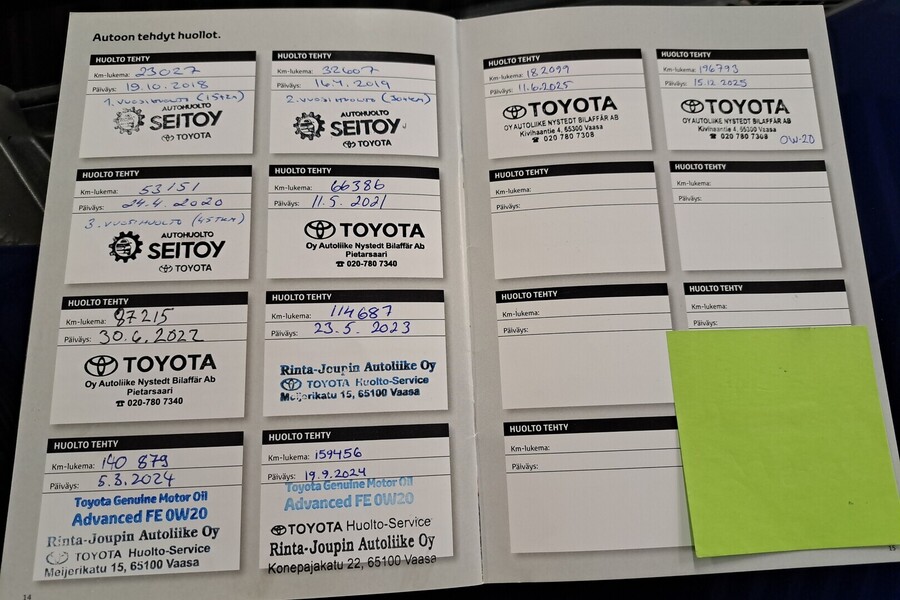 Autoon tehdyt huollot.
HUOLTO TEHTY
Km-lukema: 23027
Päiväys: 19.10.2018
1. VUOSIHUOLTO (15TKM)
AUTOHUOLTO
SEITOY
TOYOTA
HUOLTO TEHTY
Km-lukema: 32607
Päiväys: 16.4.2019
2. VUOSIHUOLTO (30TKM)
AUTOHUOLTO
SEITOY
TOYOTA
HUOLTO TEHTY
Km-lukema: 53151
Päiväys: 24.4.2020
3. VUOSIHUOLTO (45TKM)
AUTOHUOLTO
SEITOY
TOYOTA
HUOLTO TEHTY
Km-lukema: 66386
Päiväys: 11.5.2021
TOYOTA
Oy Autoliike Nystedt Bilaffär Ab
Pietarsaari
☎ 020-780 7340
HUOLTO TEHTY
Km-lukema: 87215
Päiväys: 30.6.2022
TOYOTA
Oy Autoliike Nystedt Bilaffär Ab
Pietarsaari
☎ 020-780 7340
HUOLTO TEHTY
Km-lukema: 114687
Päiväys: 23.5.2023
Rinta-Joupin Autoliike Oy
TOYOTA Huolto-Service
Meijerikatu 15, 65100 Vaasa
HUOLTO TEHTY
Km-lukema: 140 879
Päiväys: 5.3.2024
Toyota Genuine Motor Oil
Advanced FE 0W20
Rinta-Joupin Autoliike Oy
TOYOTA Huolto-Service
Meijerikatu 15, 65100 Vaasa
HUOLTO TEHTY
Km-lukema: 159456
Päiväys: 19.9.2024
Toyota Genuine Motor Oil
Advanced FE 0W20
TOYOTA Huolto-Service
Rinta-Joupin Autoliike Oy
Konepajakatu 22, 65100 Vaasa
14
HUOLTO TEHTY
Km-lukema: 182099
Päiväys: 11.6.2025
TOYOTA
OY AUTOLIIKE NYSTEDT BILAFFÄR AB
Kivihaantie 4, 65300 Vaasa
☎ 020 780 7308
HUOLTO TEHTY
Km-lukema: 196793
Päiväys: 15.12.2025
TOYOTA
OY AUTOLIIKE NYSTEDT BILAFFÄR AB
Kivihaantie 4, 65300 Vaasa
☎ 020 780 7308
0W-20
HUOLTO TEHTY
Km-lukema:
Päiväys:
HUOLTO TEHTY
Km-lukema:
Päiväys:
HUOLTO TEHTY
Km-lukema:
Päiväys:
HUOLTO TEHTY
Km-lukema:
Päiväys:
HUOLTO TEHTY
Km-lukema:
Päiväys:
15